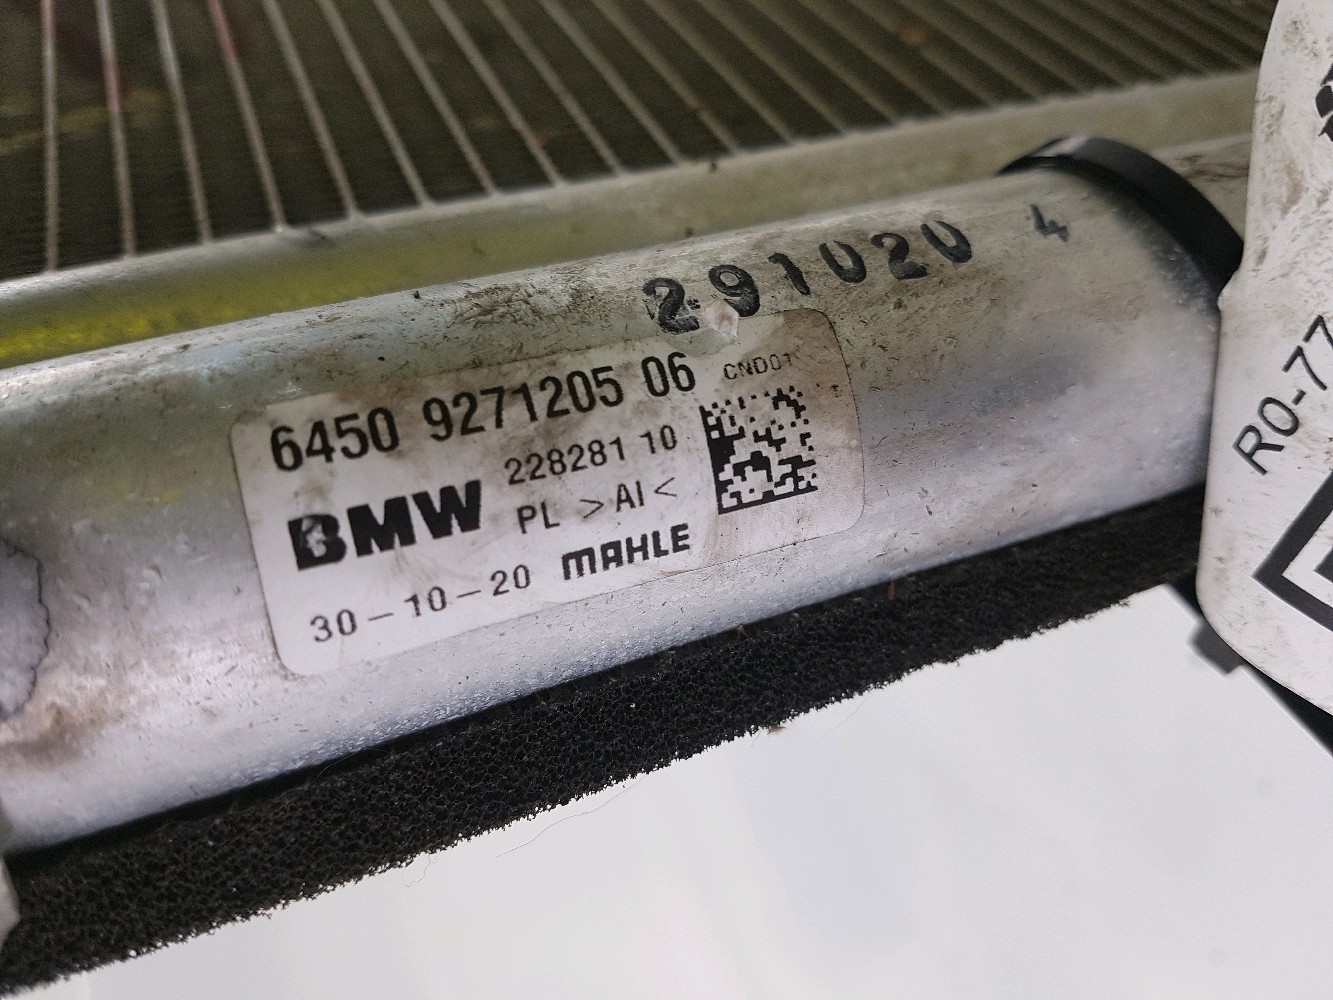 291020 4
6450 9271205 06 CND01
228281 10
BMW PL >Al<
30-10-20 MAHLE
R0-77